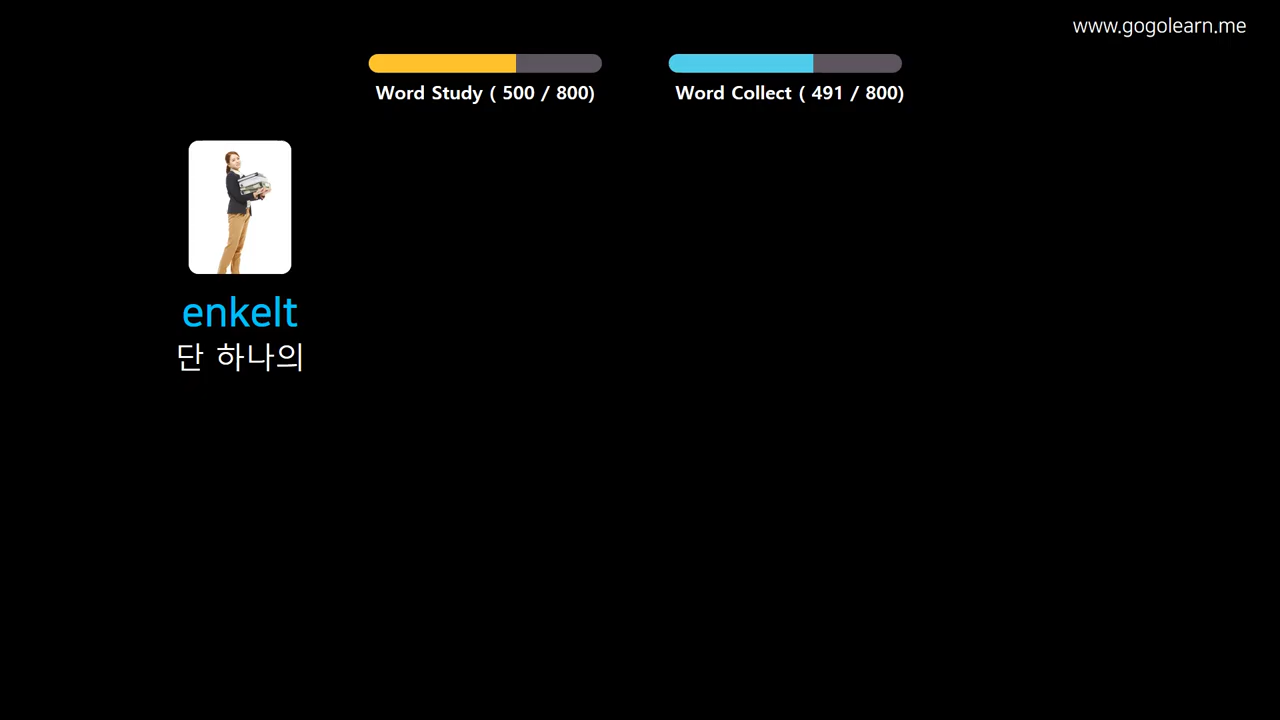 www.gogolearn.me
Word Study ( 500 / 800)
Word Collect ( 491 / 800)
enkelt
단 하나의